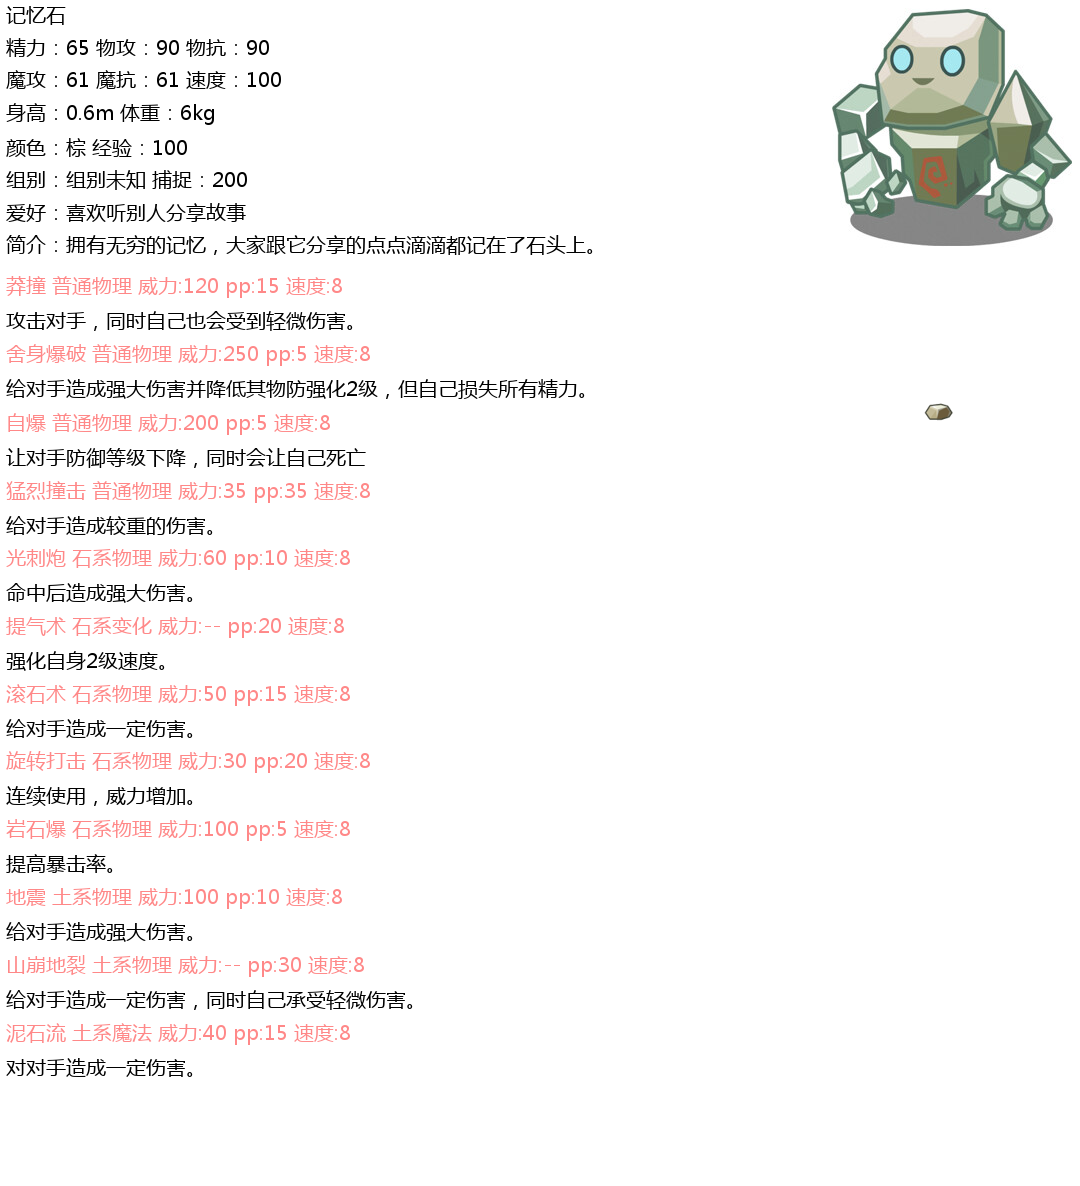 记忆石
精力：65 物攻：90 物抗：90
魔攻：61 魔抗：61 速度：100
身高：0.6m 体重：6kg
颜色：棕 经验：100
组别：组别未知 捕捉：200
爱好：喜欢听别人分享故事
简介：拥有无穷的记忆，大家跟它分享的点点滴滴都记在了石头上。
莽撞 普通物理 威力:120 pp:15 速度:8
攻击对手，同时自己也会受到轻微伤害。
舍身爆破 普通物理 威力:250 pp:5 速度:8
给对手造成强大伤害并降低其物防强化2级，但自己损失所有精力。
自爆 普通物理 威力:200 pp:5 速度:8
让对手防御等级下降，同时会让自己死亡
猛烈撞击 普通物理 威力:35 pp:35 速度:8
给对手造成较重的伤害。
光刺炮 石系物理 威力:60 pp:10 速度:8
命中后造成强大伤害。
提气术 石系变化 威力:-- pp:20 速度:8
强化自身2级速度。
滚石术 石系物理 威力:50 pp:15 速度:8
给对手造成一定伤害。
旋转打击 石系物理 威力:30 pp:20 速度:8
连续使用，威力增加。
岩石爆 石系物理 威力:100 pp:5 速度:8
提高暴击率。
地震 土系物理 威力:100 pp:10 速度:8
给对手造成强大伤害。
山崩地裂 土系物理 威力:-- pp:30 速度:8
给对手造成一定伤害，同时自己承受轻微伤害。
泥石流 土系魔法 威力:40 pp:15 速度:8
对对手造成一定伤害。